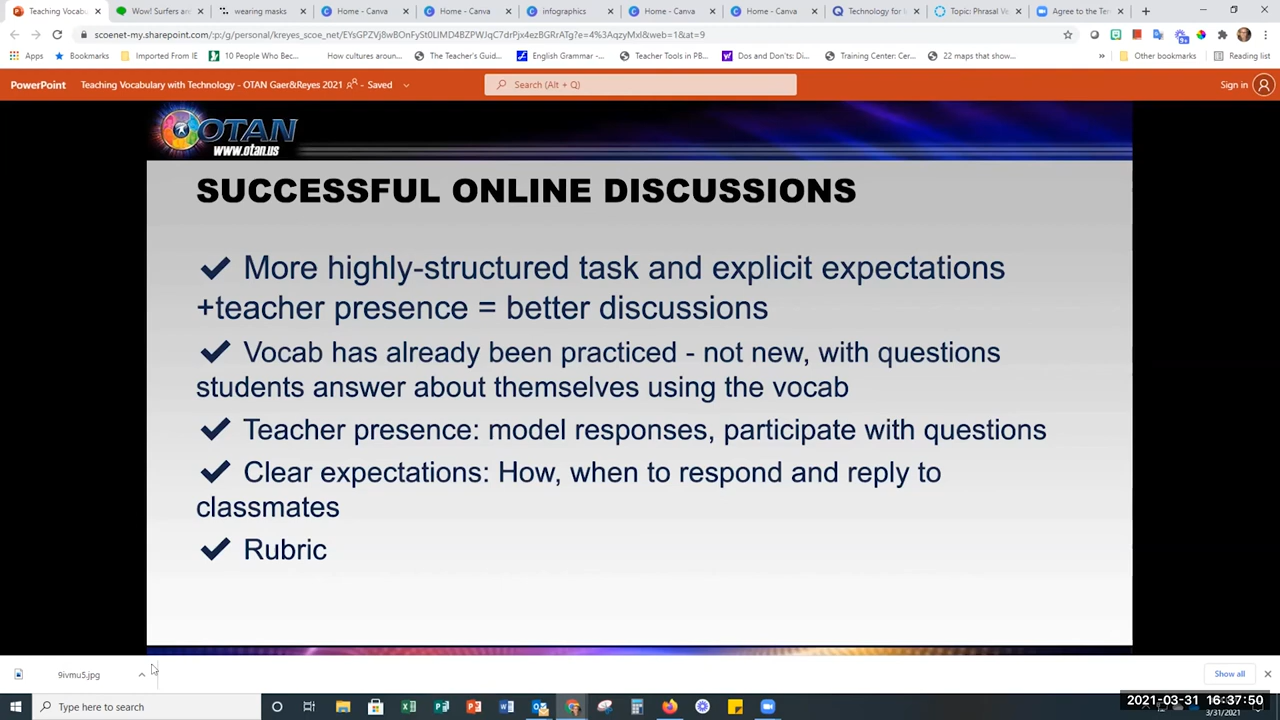 Teaching Vocabu
Wow! Surfers are
wearing masks
Home - Canva
Home - Canva
infographics
Home - Canva
Home - Canva
Technology for l
Topic: Phrasal Ve
Agree to the Ter
scoenet-my.sharepoint.com/:p:/g/personal/kreyes_scoe_net/EYsGPZVj8wBOnFySt0LIMD4BZPWJqC7drPjx4ezBGRrATg?e=4%3AqzyMxl&web=1&at=9
Apps
Bookmarks
Imported From IE
10 People Who Bec...
How cultures aroun...
The Teacher's Guid...
English Grammar -...
Teacher Tools in PB...
Dos and Don'ts: Di...
Training Center: Cer...
22 maps that show...
»
Other bookmarks
Reading list
PowerPoint
Teaching Vocabulary with Technology - OTAN Gaer&Reyes 2021 - Saved
Search (Alt + Q)
Sign in
OTAN
www.otan.us
SUCCESSFUL ONLINE DISCUSSIONS
✔ More highly-structured task and explicit expectations
+teacher presence = better discussions
✔ Vocab has already been practiced - not new, with questions
students answer about themselves using the vocab
✔ Teacher presence: model responses, participate with questions
✔ Clear expectations: How, when to respond and reply to
classmates
✔ Rubric
9ivmu5.jpg
Show all
Type here to search
2021-03-31 16:37:50
3/31/2021